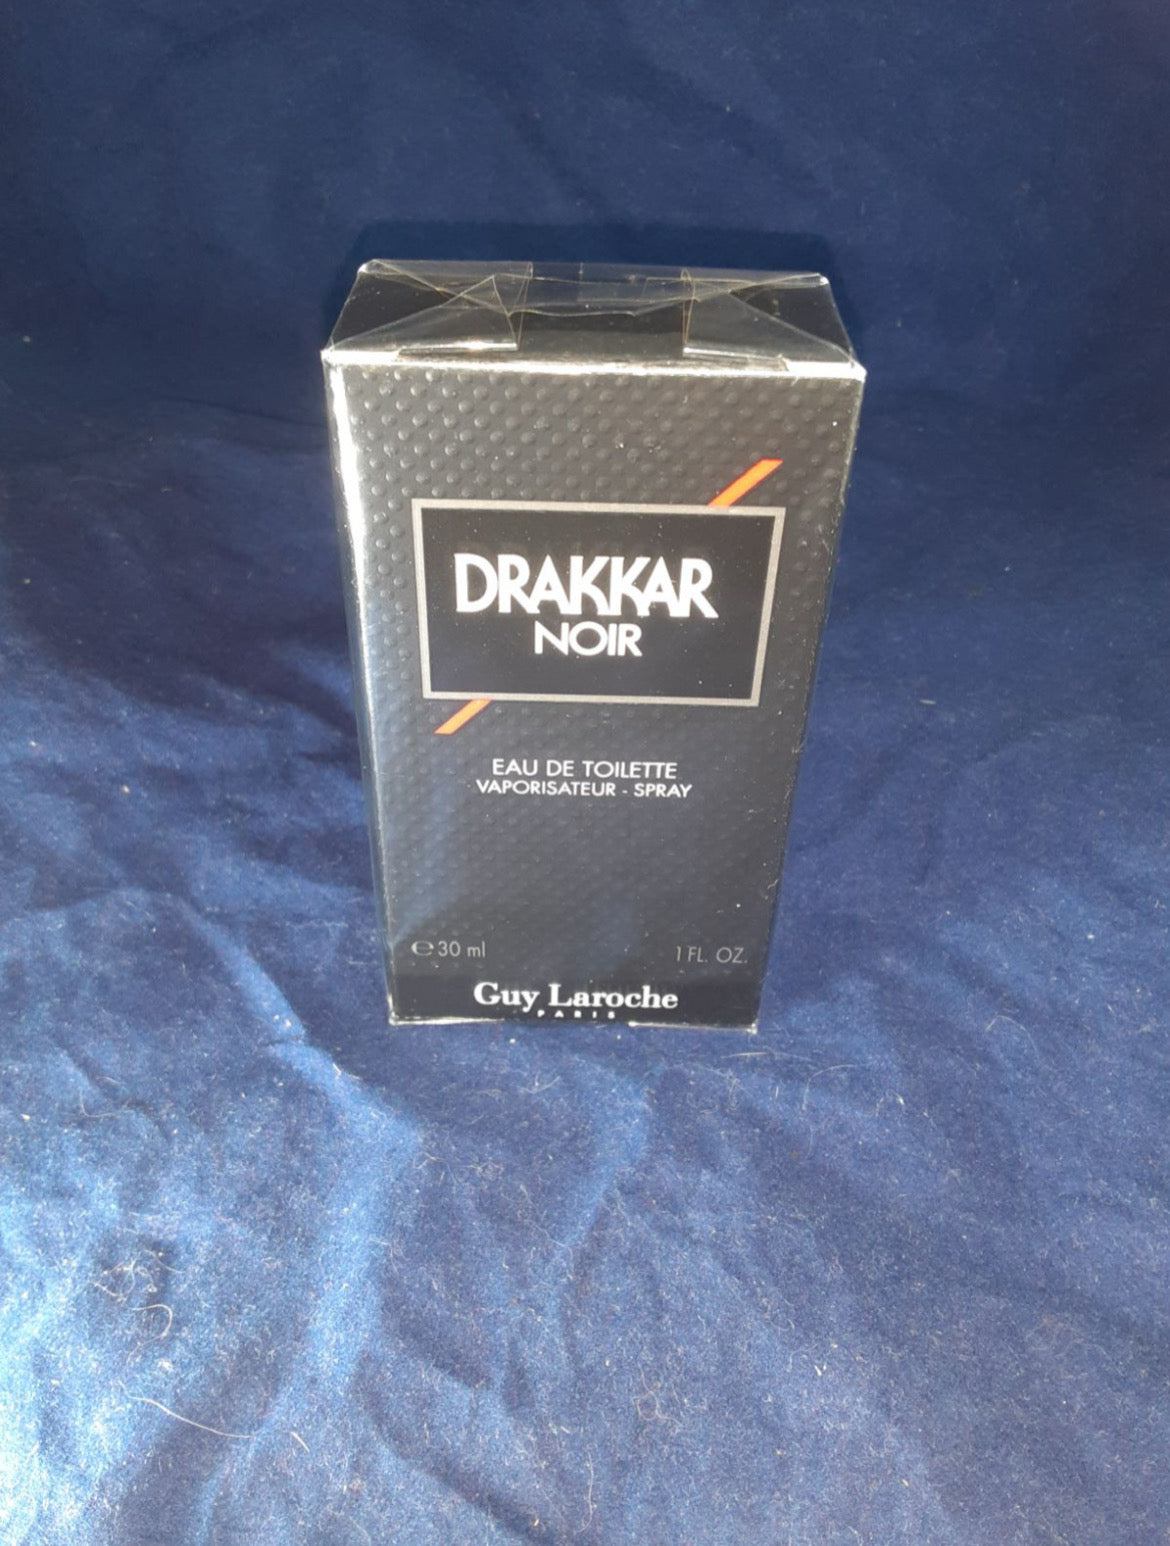 DRAKKAR
NOIR
EAU DE TOILETTE
VAPORISATEUR - SPRAY
℮ 30 ml 1 FL. OZ.
Guy Laroche
PARIS